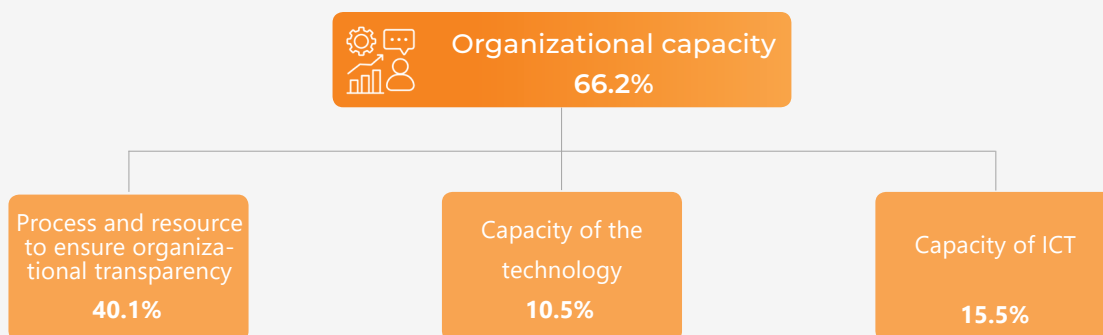 Organizational capacity
66.2%
Process and resource
to ensure organiza-
tional transparency
40.1%
Capacity of the
technology
10.5%
Capacity of ICT
15.5%